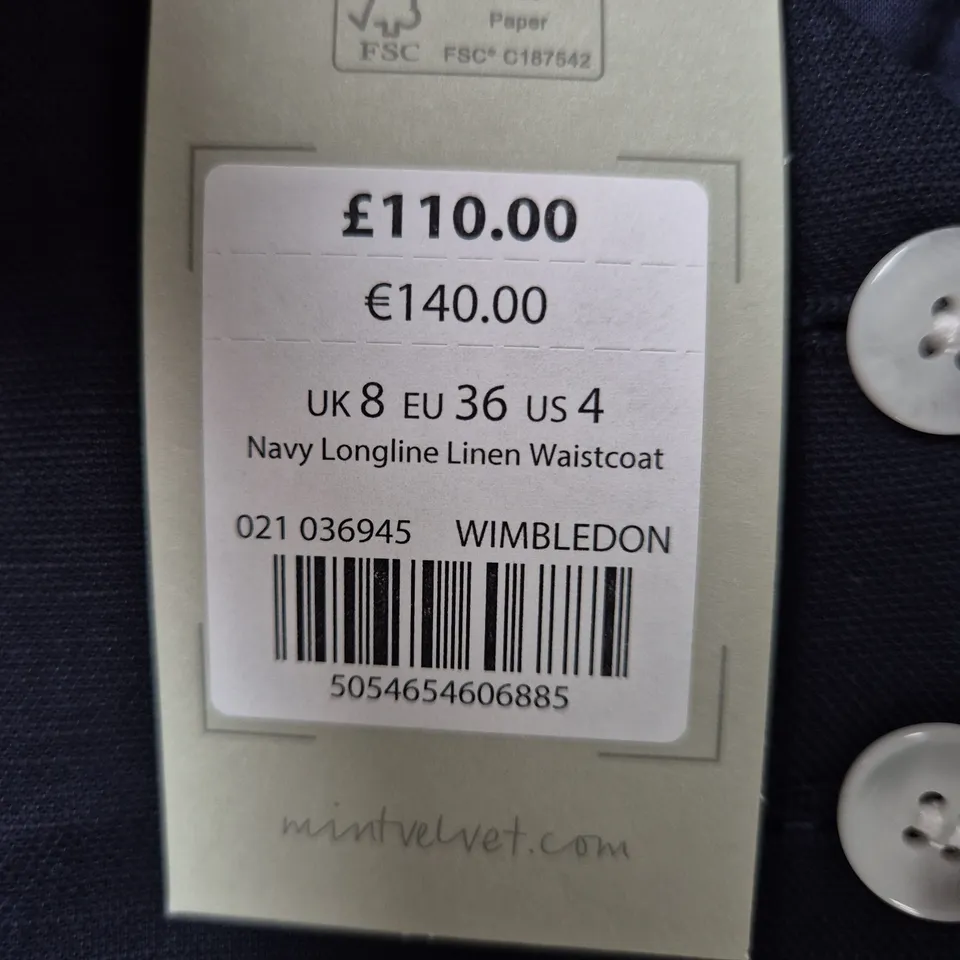 Paper
FSC FSC® C187542
£110.00
€140.00
UK 8 EU 36 US 4
Navy Longline Linen Waistcoat
021 036945 WIMBLEDON
5054654606885
mintvelvet.com